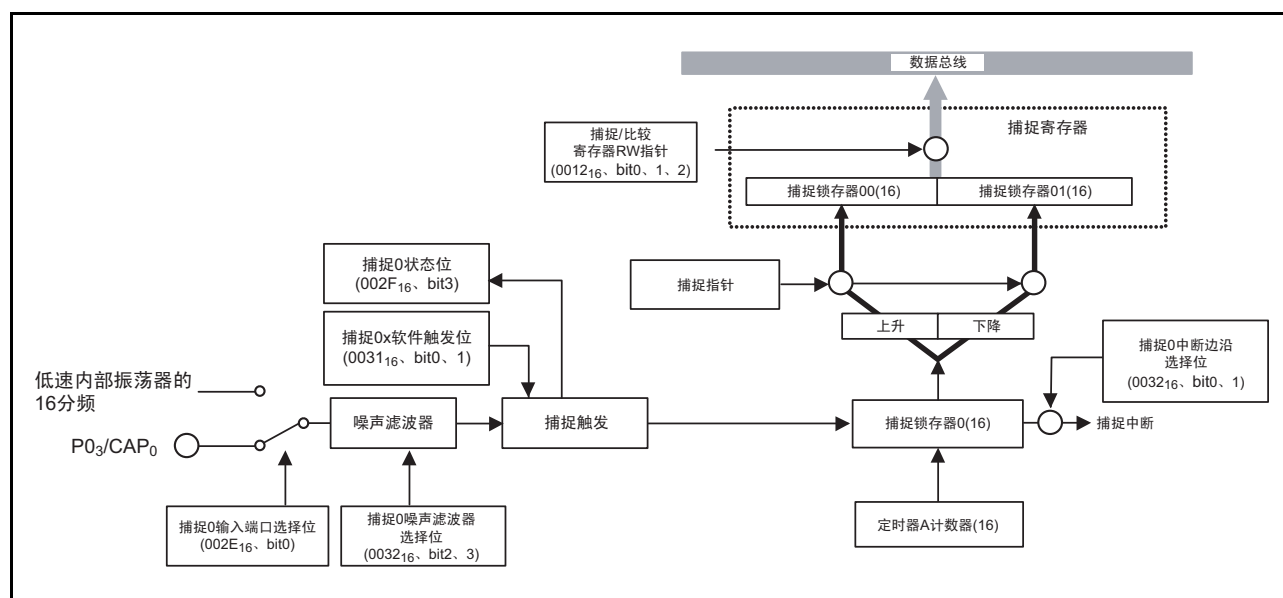 数据总线
捕捉/比较
寄存器RW指针
(0012₁₆、bit0、1、2)
捕捉寄存器
捕捉锁存器00(16)
捕捉锁存器01(16)
捕捉0状态位
(002F₁₆、bit3)
捕捉指针
捕捉0x软件触发位
(0031₁₆、bit0、1)
上升
下降
捕捉0中断边沿
选择位
(0032₁₆、bit0、1)
低速内部振荡器的
16分频
P0₃/CAP₀
噪声滤波器
捕捉触发
捕捉锁存器0(16)
捕捉中断
捕捉0输入端口选择位
(002E₁₆、bit0)
捕捉0噪声滤波器
选择位
(0032₁₆、bit2、3)
定时器A计数器(16)